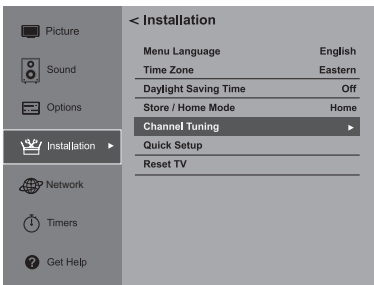 Picture
Sound
Options
Installation ►
Network
Timers
? Get Help
< Installation
Menu Language English
Time Zone Eastern
Daylight Saving Time Off
Store / Home Mode Home
Channel Tuning ►
Quick Setup
Reset TV